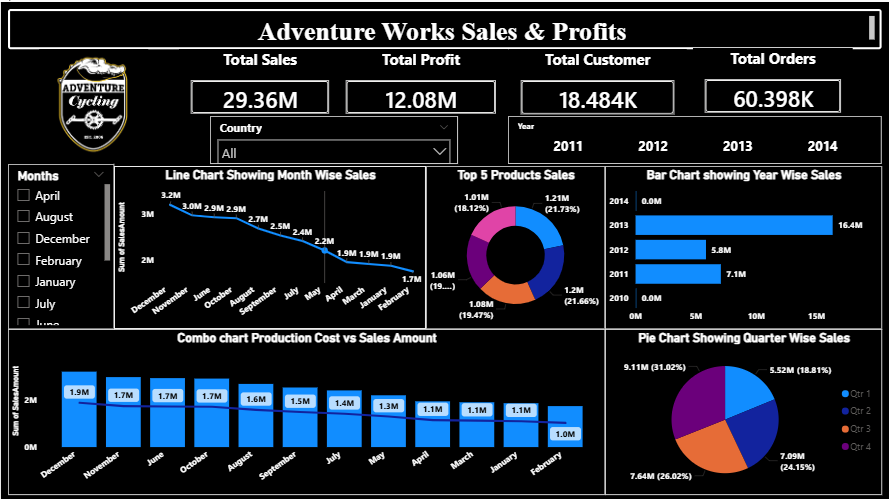 Adventure Works Sales & Profits
ADVENTURE
Cycling
Total Sales
29.36M
Total Profit
12.08M
Total Customer
18.484K
Total Orders
60.398K
Country
All
Year
2011 2012 2013 2014
Months
April
August
December
February
January
July
June
Line Chart Showing Month Wise Sales
Sum of SalesAmount
3M
2M
3.2M 3.0M 2.9M 2.9M 2.7M 2.5M 2.4M 2.2M 1.9M 1.9M 1.9M 1.7M
December November June October August September July May April March January February
Top 5 Products Sales
1.21M
(21.73%)
1.2M
(21.66%)
1.08M
(19.47%)
1.06M
(19....)
1.01M
(18.12%)
Bar Chart showing Year Wise Sales
2014 0.0M
2013 16.4M
2012 5.8M
2011 7.1M
2010 0.0M
0M 5M 10M 15M
Combo chart Production Cost vs Sales Amount
Sum of SalesAmount
2M
0M
1.9M 1.7M 1.7M 1.7M 1.6M 1.5M 1.4M 1.3M 1.1M 1.1M 1.1M 1.0M
December November June October August September July May April March January February
Pie Chart Showing Quarter Wise Sales
9.11M (31.02%)
5.52M (18.81%)
7.09M
(24.15%)
7.64M (26.02%)
Qtr 1
Qtr 2
Qtr 3
Qtr 4